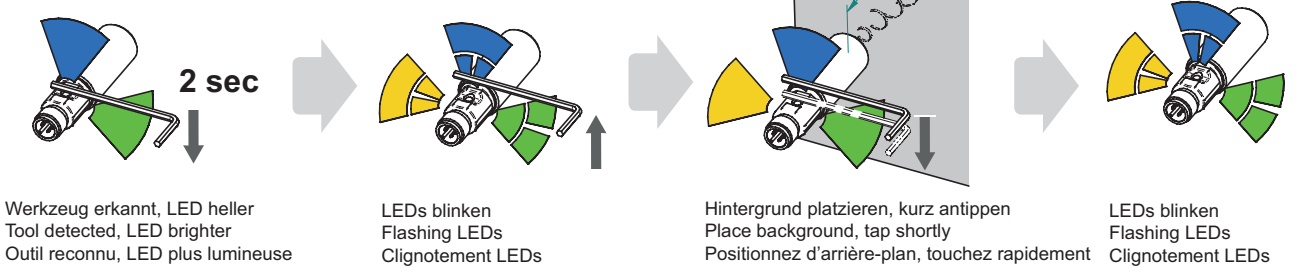 2 sec
Werkzeug erkannt, LED heller
Tool detected, LED brighter
Outil reconnu, LED plus lumineuse
LEDs blinken
Flashing LEDs
Clignotement LEDs
Hintergrund platzieren, kurz antippen
Place background, tap shortly
Positionnez d'arrière-plan, touchez rapidement
LEDs blinken
Flashing LEDs
Clignotement LEDs